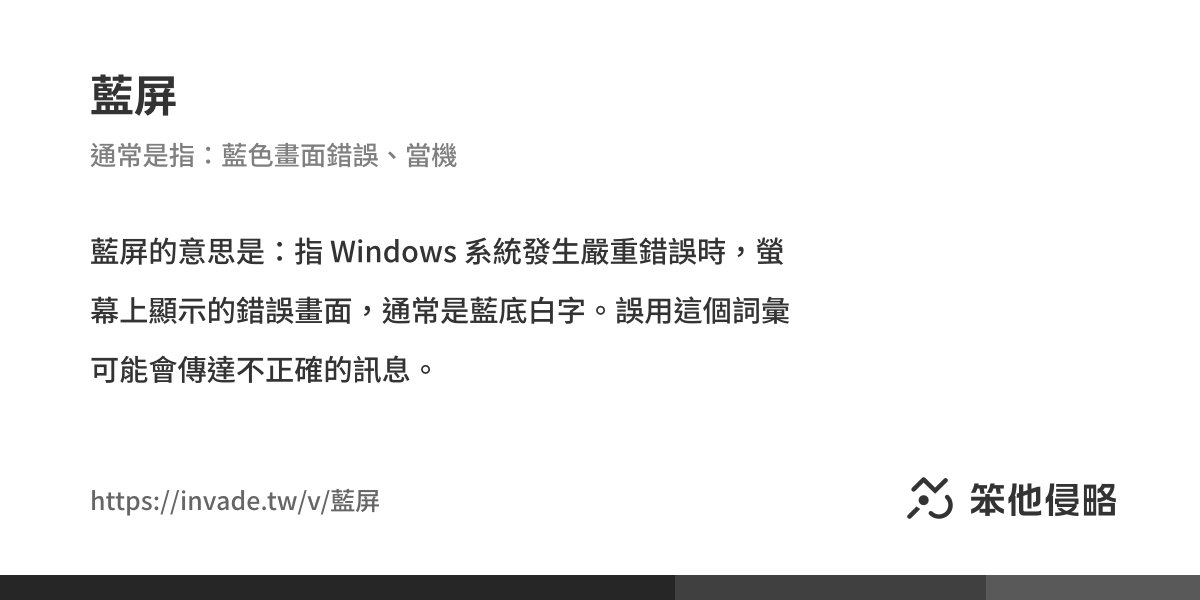 藍屏
通常是指：藍色畫面錯誤、當機
藍屏的意思是：指 Windows 系統發生嚴重錯誤時，螢
幕上顯示的錯誤畫面，通常是藍底白字。誤用這個詞彙
可能會傳達不正確的訊息。
https://invade.tw/v/藍屏
笨他侵略